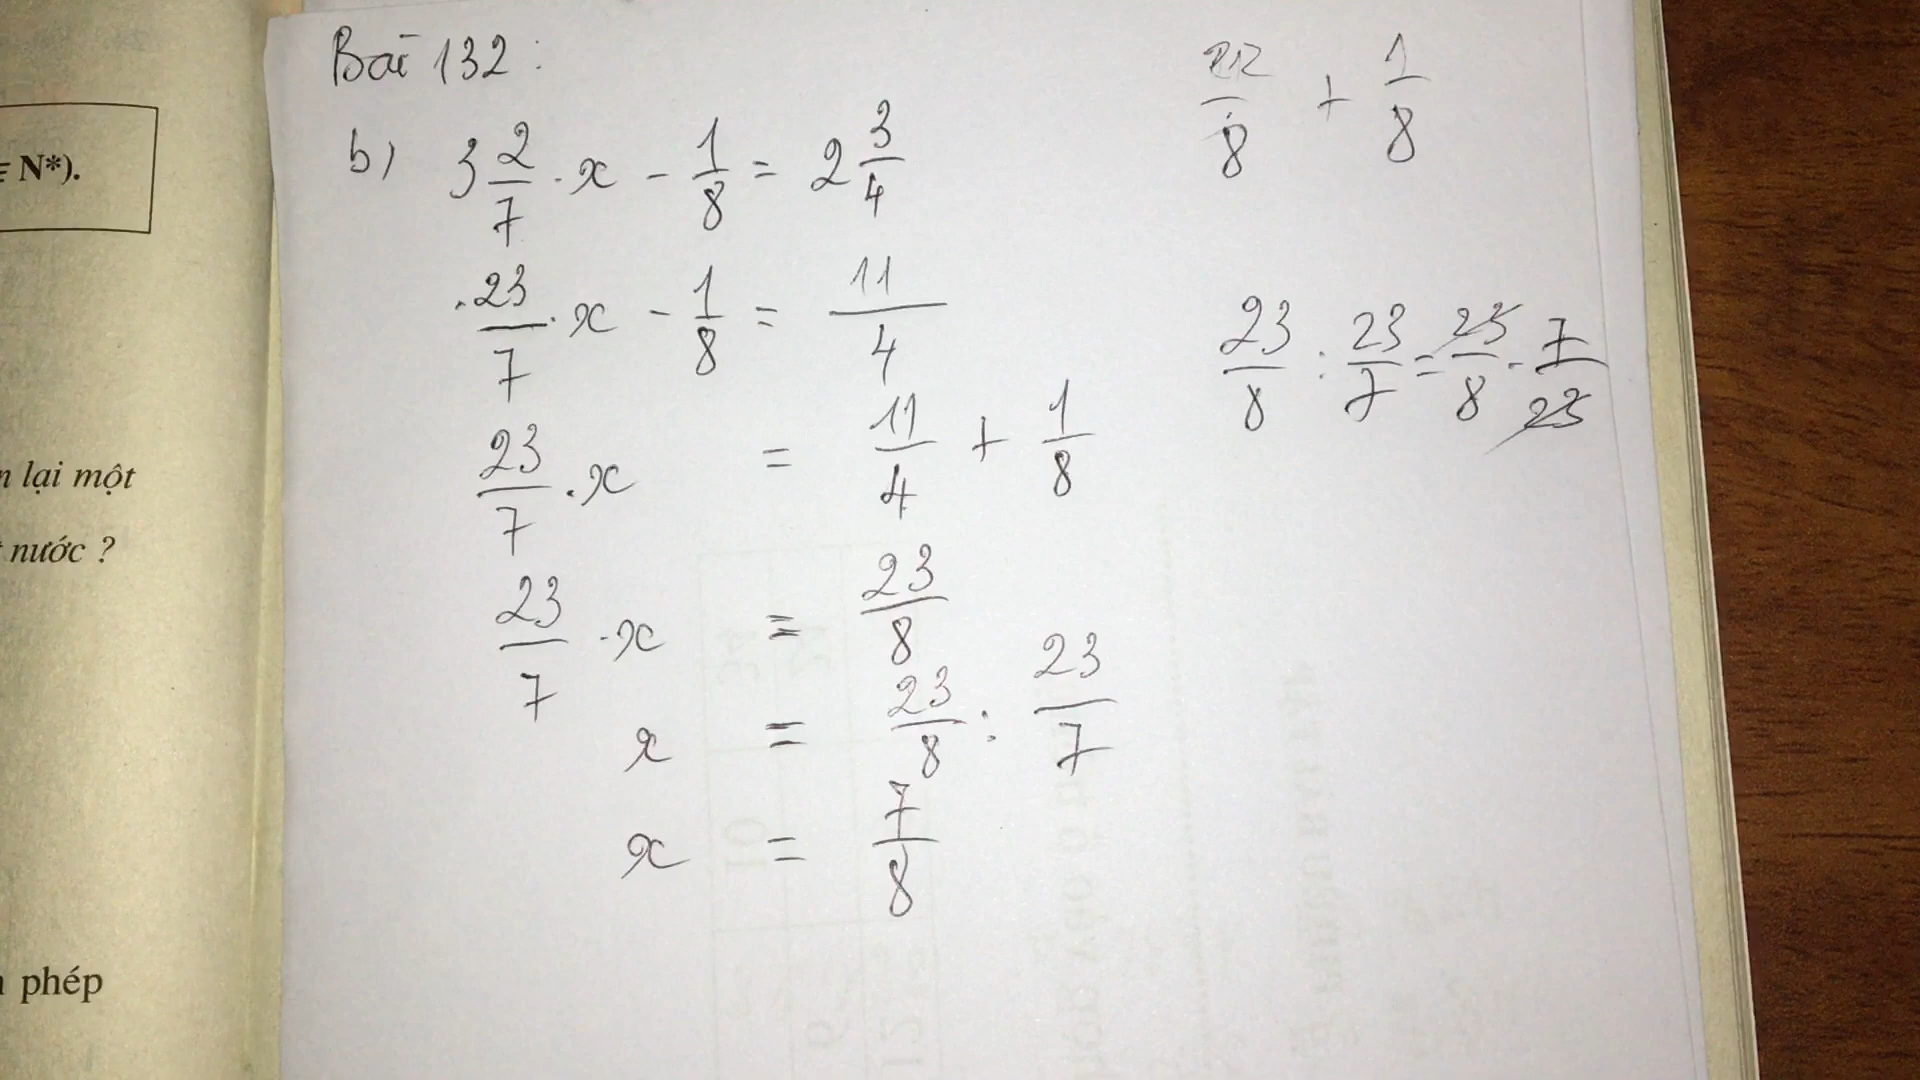 ∈ N*).
n lại một
nước ?
phép
Bài 132 :
b) 3 2/7 . x - 1/8 = 2 3/4
23/7 . x - 1/8 = 11/4
23/7 . x = 11/4 + 1/8
23/7 . x = 23/8
x = 23/8 : 23/7
x = 7/8
22/8 + 1/8
23/8 : 23/7 = 23/8 . 7/23